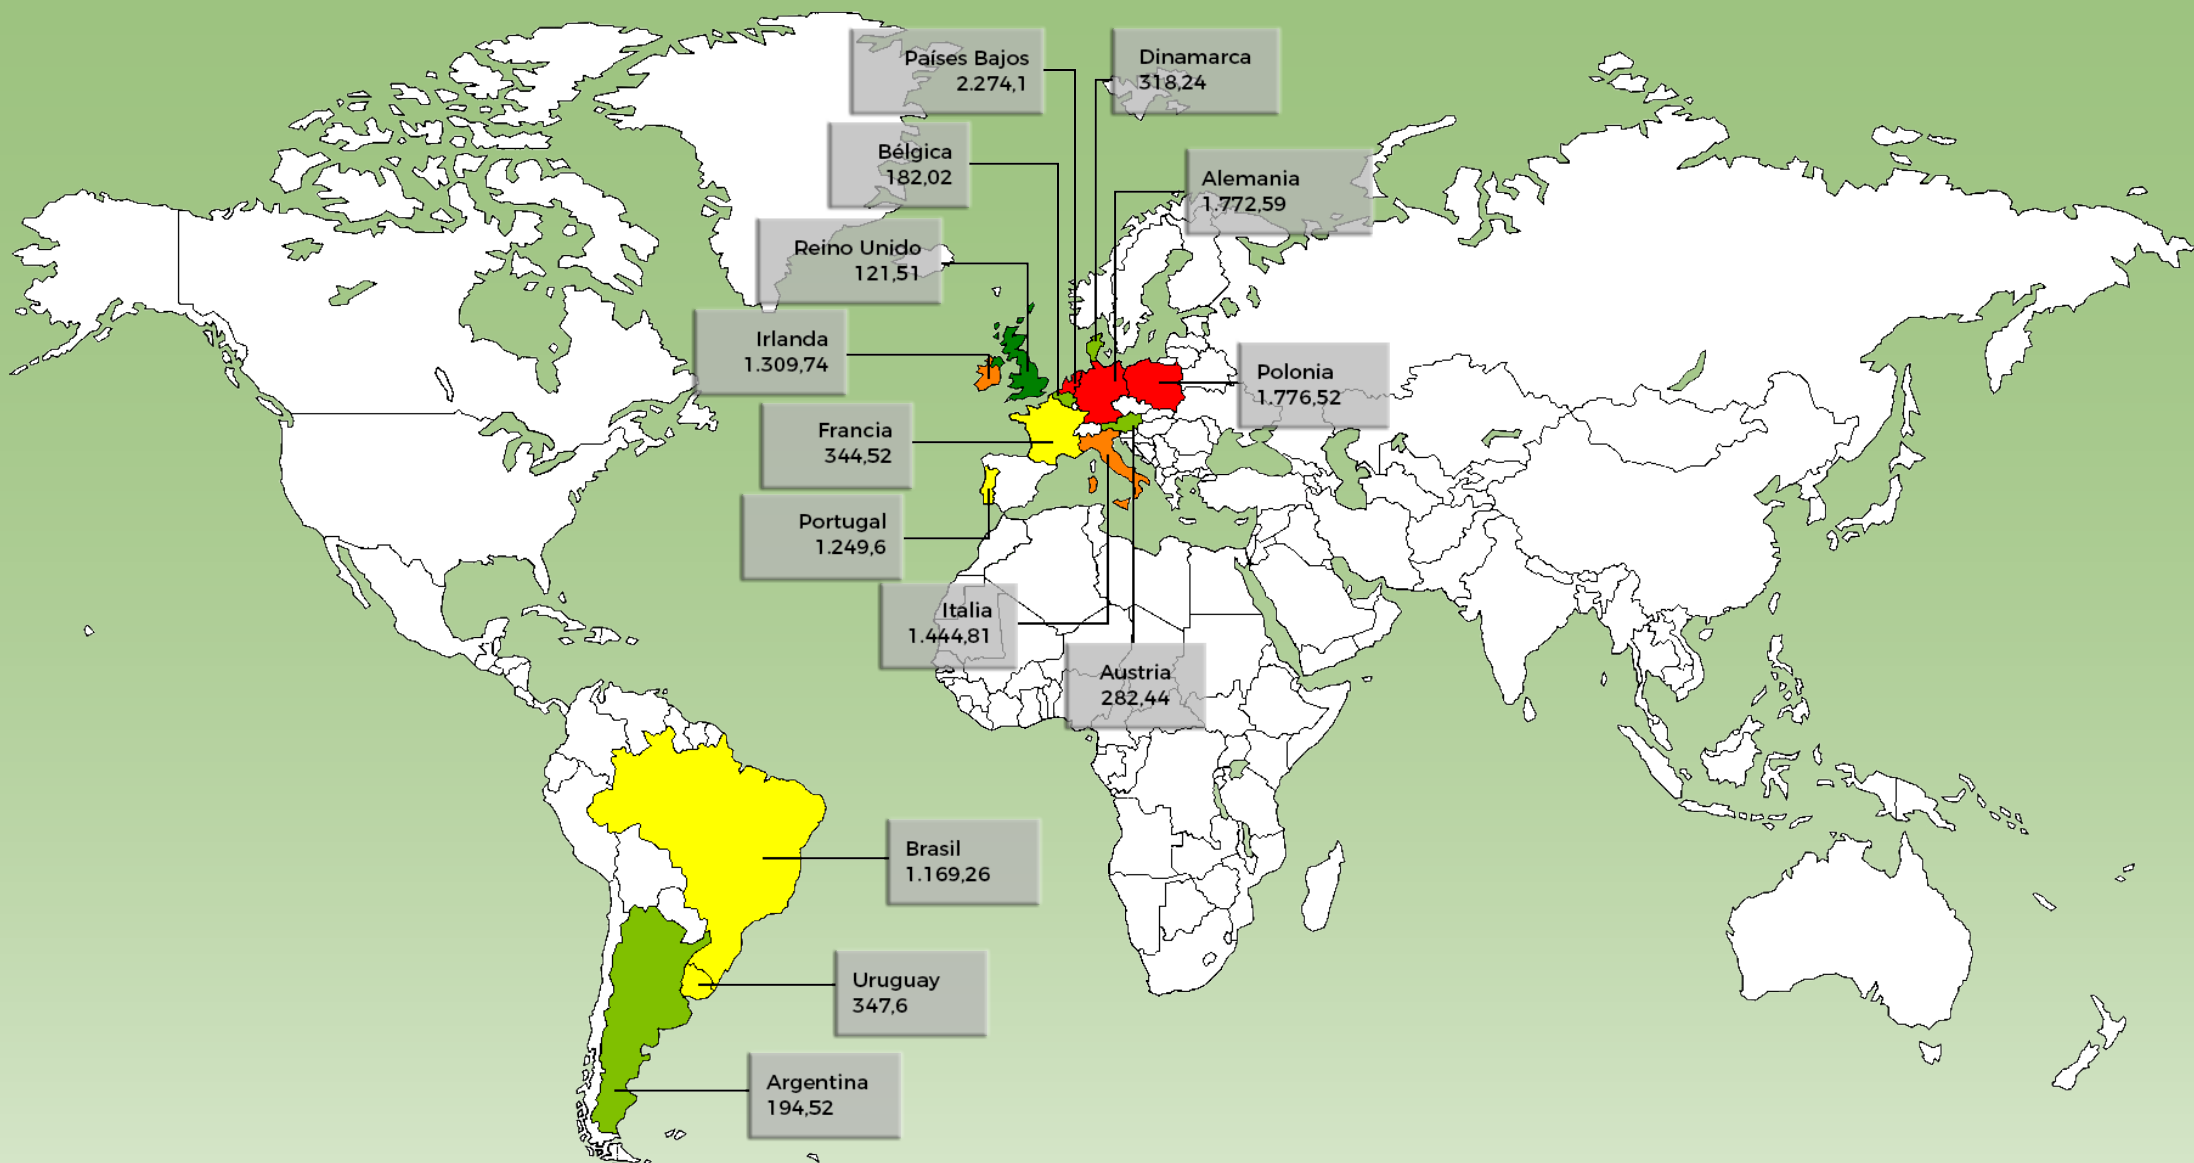 Países Bajos
2.274,1
Dinamarca
318,24
Bélgica
182,02
Alemania
1.772,59
Reino Unido
121,51
Irlanda
1.309,74
Polonia
1.776,52
Francia
344,52
Portugal
1.249,6
Italia
1.444,81
Austria
282,44
Brasil
1.169,26
Uruguay
347,6
Argentina
194,52